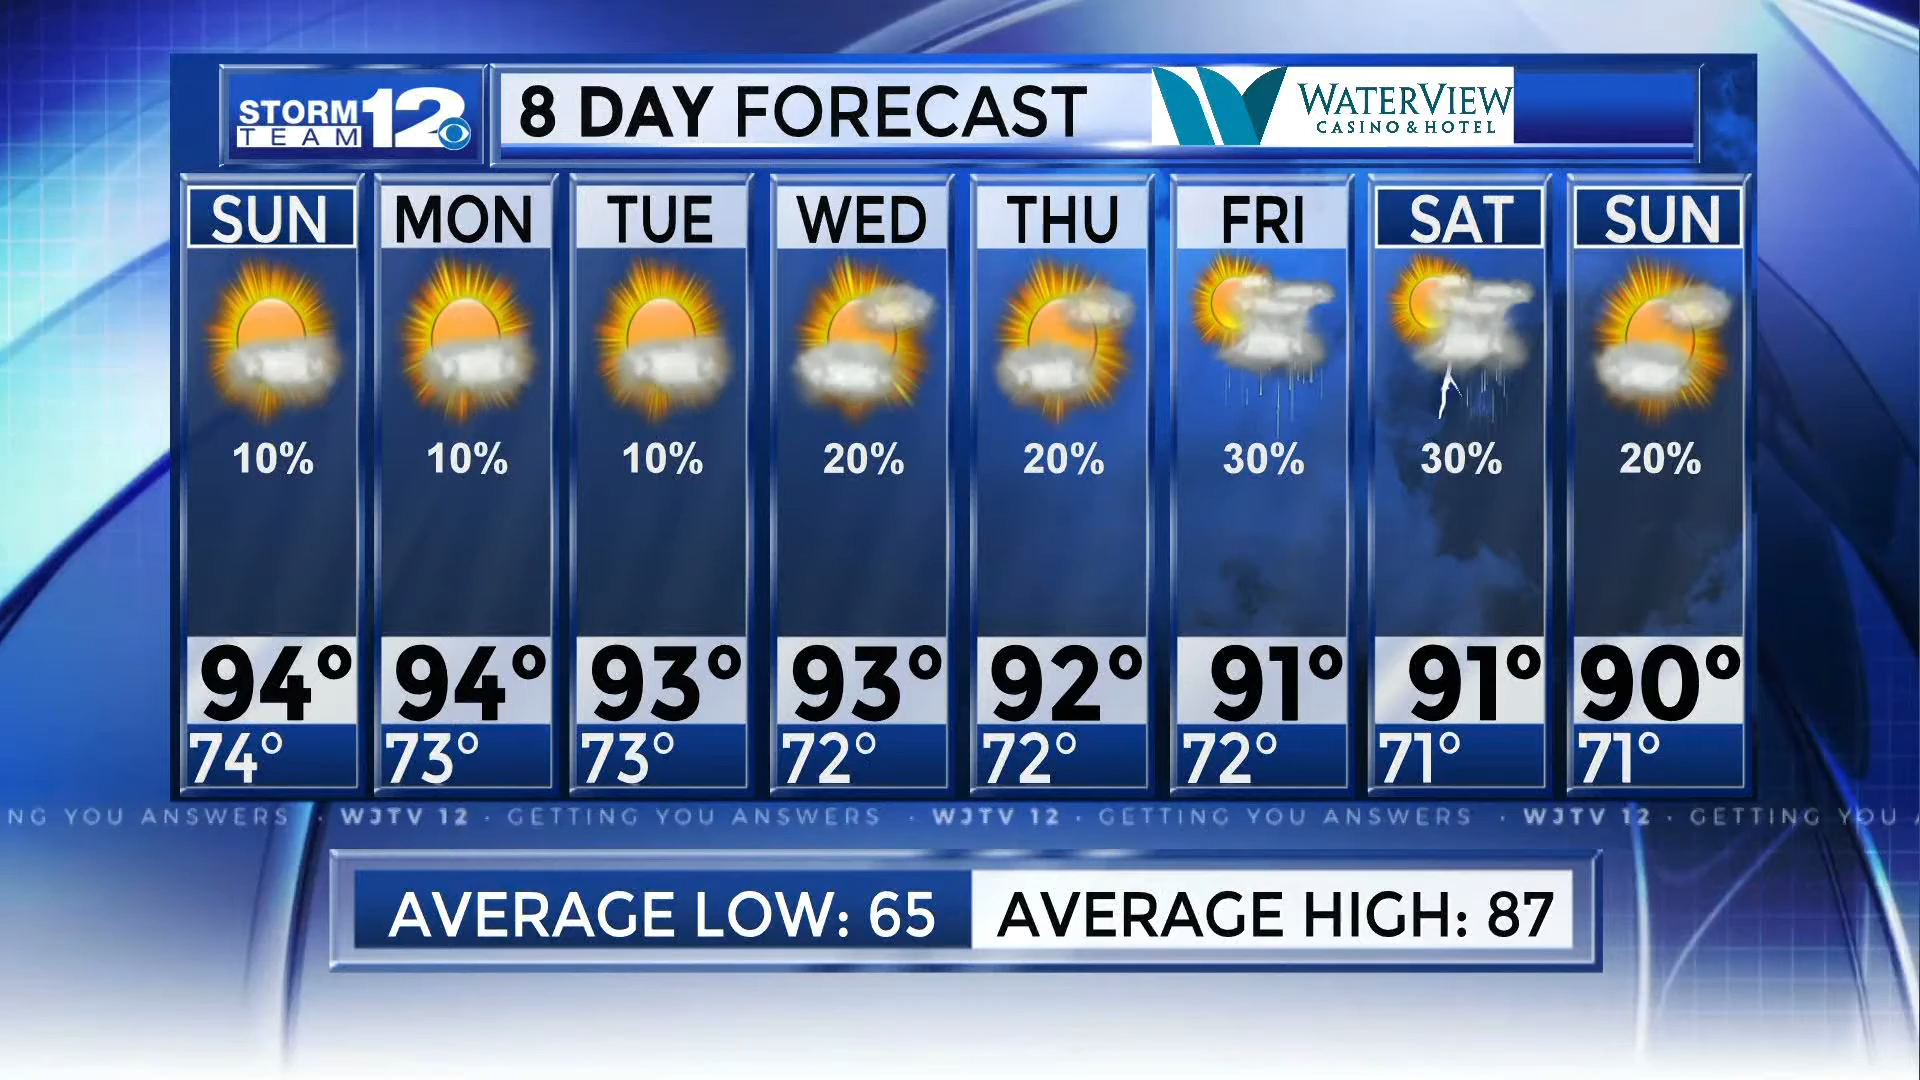 STORM TEAM 12
8 DAY FORECAST
WATERVIEW
CASINO & HOTEL
SUN MON TUE WED THU FRI SAT SUN
10% 10% 10% 20% 20% 30% 30% 20%
94° 94° 93° 93° 92° 91° 91° 90°
74° 73° 73° 72° 72° 72° 71° 71°
NG YOU ANSWERS · WJTV 12 · GETTING YOU ANSWERS · WJTV 12 · GETTING YOU ANSWERS · WJTV 12 · GETTING YOU
AVERAGE LOW: 65 AVERAGE HIGH: 87